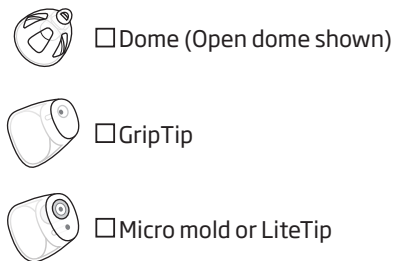 ☐ Dome (Open dome shown)
☐ GripTip
☐ Micro mold or LiteTip